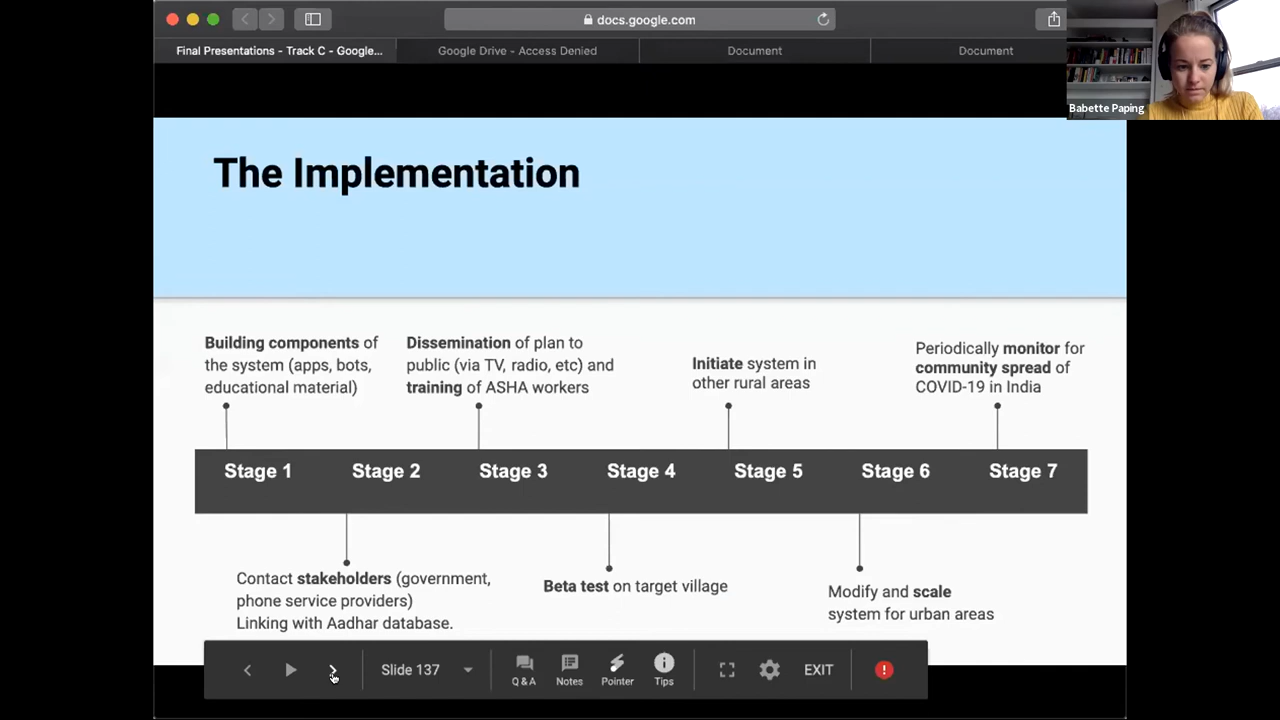 docs.google.com
Final Presentations - Track C - Google...
Google Drive - Access Denied
Document
Document
Babette Paping
The Implementation
Building components of
the system (apps, bots,
educational material)
Dissemination of plan to
public (via TV, radio, etc) and
training of ASHA workers
Initiate system in
other rural areas
Periodically monitor for
community spread of
COVID-19 in India
Stage 1
Stage 2
Stage 3
Stage 4
Stage 5
Stage 6
Stage 7
Contact stakeholders (government,
phone service providers)
Linking with Aadhar database.
Beta test on target village
Modify and scale
system for urban areas
Slide 137
Q & A
Notes
Pointer
Tips
EXIT